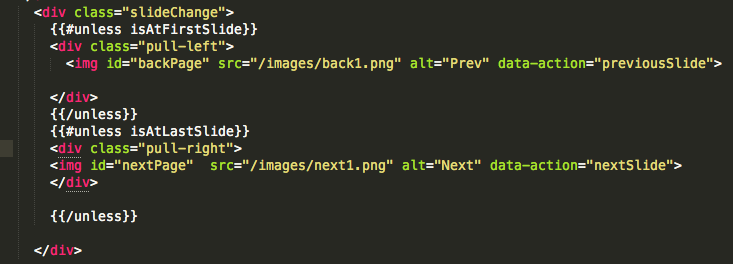 <div class="slideChange">
{{#unless isAtFirstSlide}}
<div class="pull-left">
<img id="backPage" src="/images/back1.png" alt="Prev" data-action="previousSlide">
</div>
{{/unless}}
{{#unless isAtLastSlide}}
<div class="pull-right">
<img id="nextPage"  src="/images/next1.png" alt="Next" data-action="nextSlide">
</div>
{{/unless}}
</div>